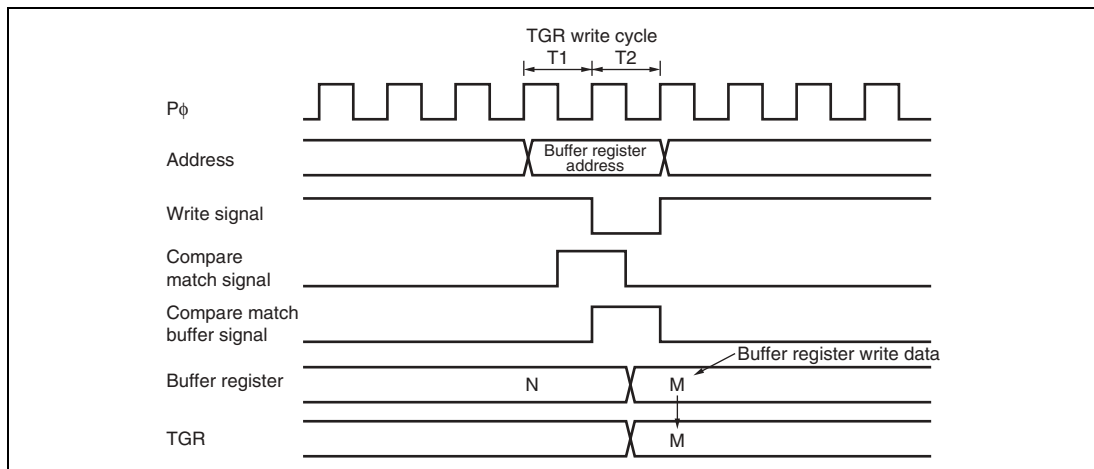 TGR write cycle
T1 T2
Pϕ
Address
Buffer register
address
Write signal
Compare
match signal
Compare match
buffer signal
Buffer register write data
Buffer register
N M
TGR
M